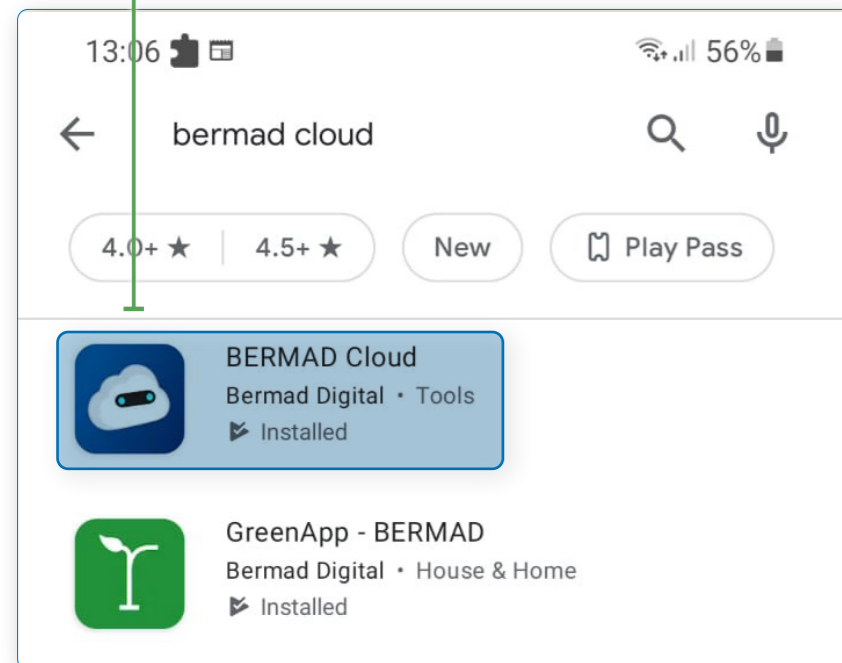 13:06 56%
bermad cloud
4.0+ ★ 4.5+ ★ New Play Pass
BERMAD Cloud
Bermad Digital • Tools
Installed
GreenApp - BERMAD
Bermad Digital • House & Home
Installed